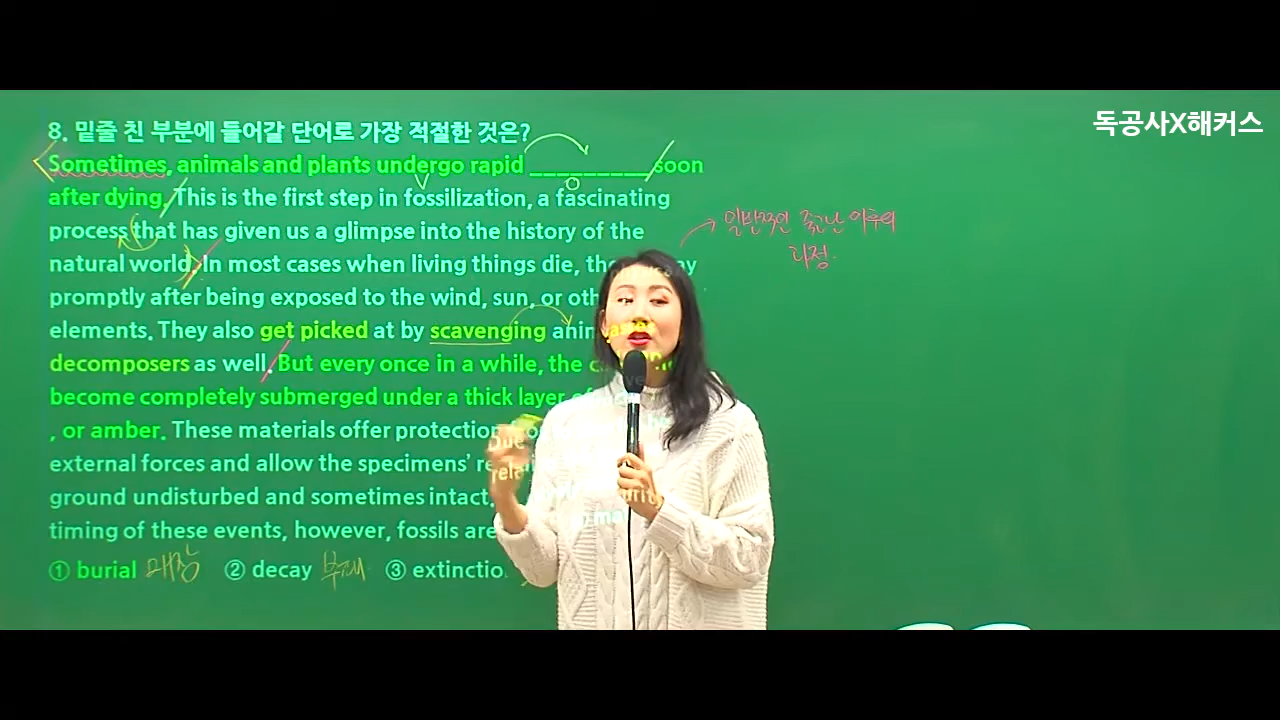 독공사X해커스
8. 밑줄 친 부분에 들어갈 단어로 가장 적절한 것은?
Sometimes, animals and plants undergo rapid __________ soon
after dying. This is the first step in fossilization, a fascinating
process that has given us a glimpse into the history of the
natural world. In most cases when living things die, the
promptly after being exposed to the wind, sun, or
elements. They also get picked at by scavenging
decomposers as well. But every once in a while, the
become completely submerged under a thick layer
, or amber. These materials offer protection
external forces and allow the specimens'
ground undisturbed and sometimes intact.
timing of these events, however, fossils are
① burial 매장 ② decay 부패 ③ extinctio
일반적인 죽고난 이후의
과정